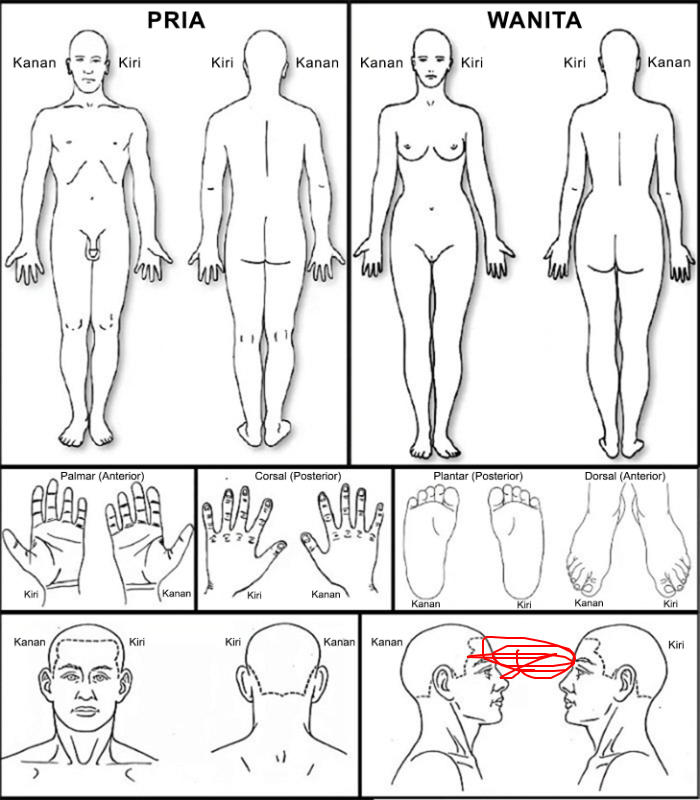 PRIA
WANITA
Kanan Kiri Kiri Kanan
Kanan Kiri Kiri Kanan
Palmar (Anterior)
Corsal (Posterior)
Plantar (Posterior)
Dorsal (Anterior)
Kiri Kanan
Kiri Kanan
Kanan Kiri
Kanan Kiri
Kanan Kiri Kiri Kanan
Kanan Kiri